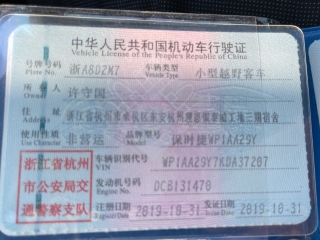 中华人民共和国机动车行驶证
Vehicle License of the People's Republic of China
号牌号码 浙A802M7 车辆类型 小型越野客车
Plate No. Vehicle Type
所有人 许守国
Owner
住址
Address
使用性质 非营运 品牌型号 保时捷WP1AA29Y
Use Character Model
浙江省杭州 车辆识别代号 WP1AA29Y7KDA37207
VIN
市公安局交 发动机号码 DCB131470
Engine No.
通警察支队 注册日期 2019-10-31 发证日期 2019-10-31
Register Date Issue Date